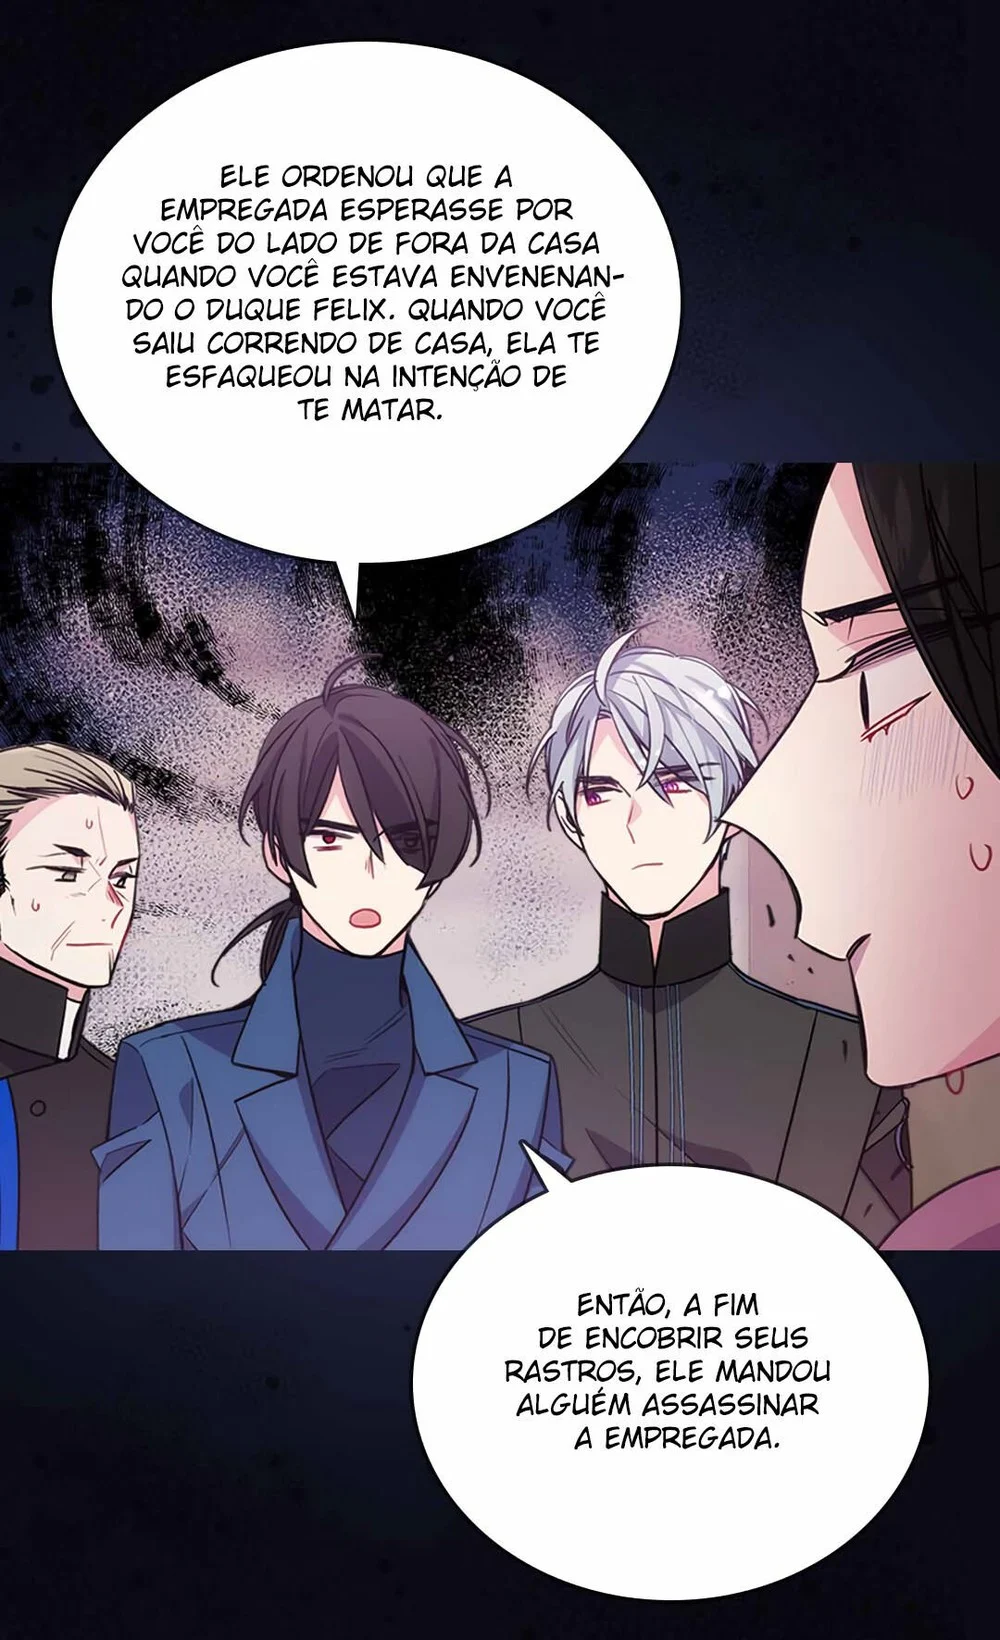 ELE ORDENOU QUE A
EMPREGADA ESPERASSE POR
VOCÊ DO LADO DE FORA DA CASA
QUANDO VOCÊ ESTAVA ENVENENAN-
DO O DUQUE FELIX. QUANDO VOCÊ
SAIU CORRENDO DE CASA, ELA TE
ESFAQUEOU NA INTENÇÃO DE
TE MATAR.
ENTÃO, A FIM
DE ENCOBRIR SEUS
RASTROS, ELE MANDOU
ALGUÉM ASSASSINAR
A EMPREGADA.